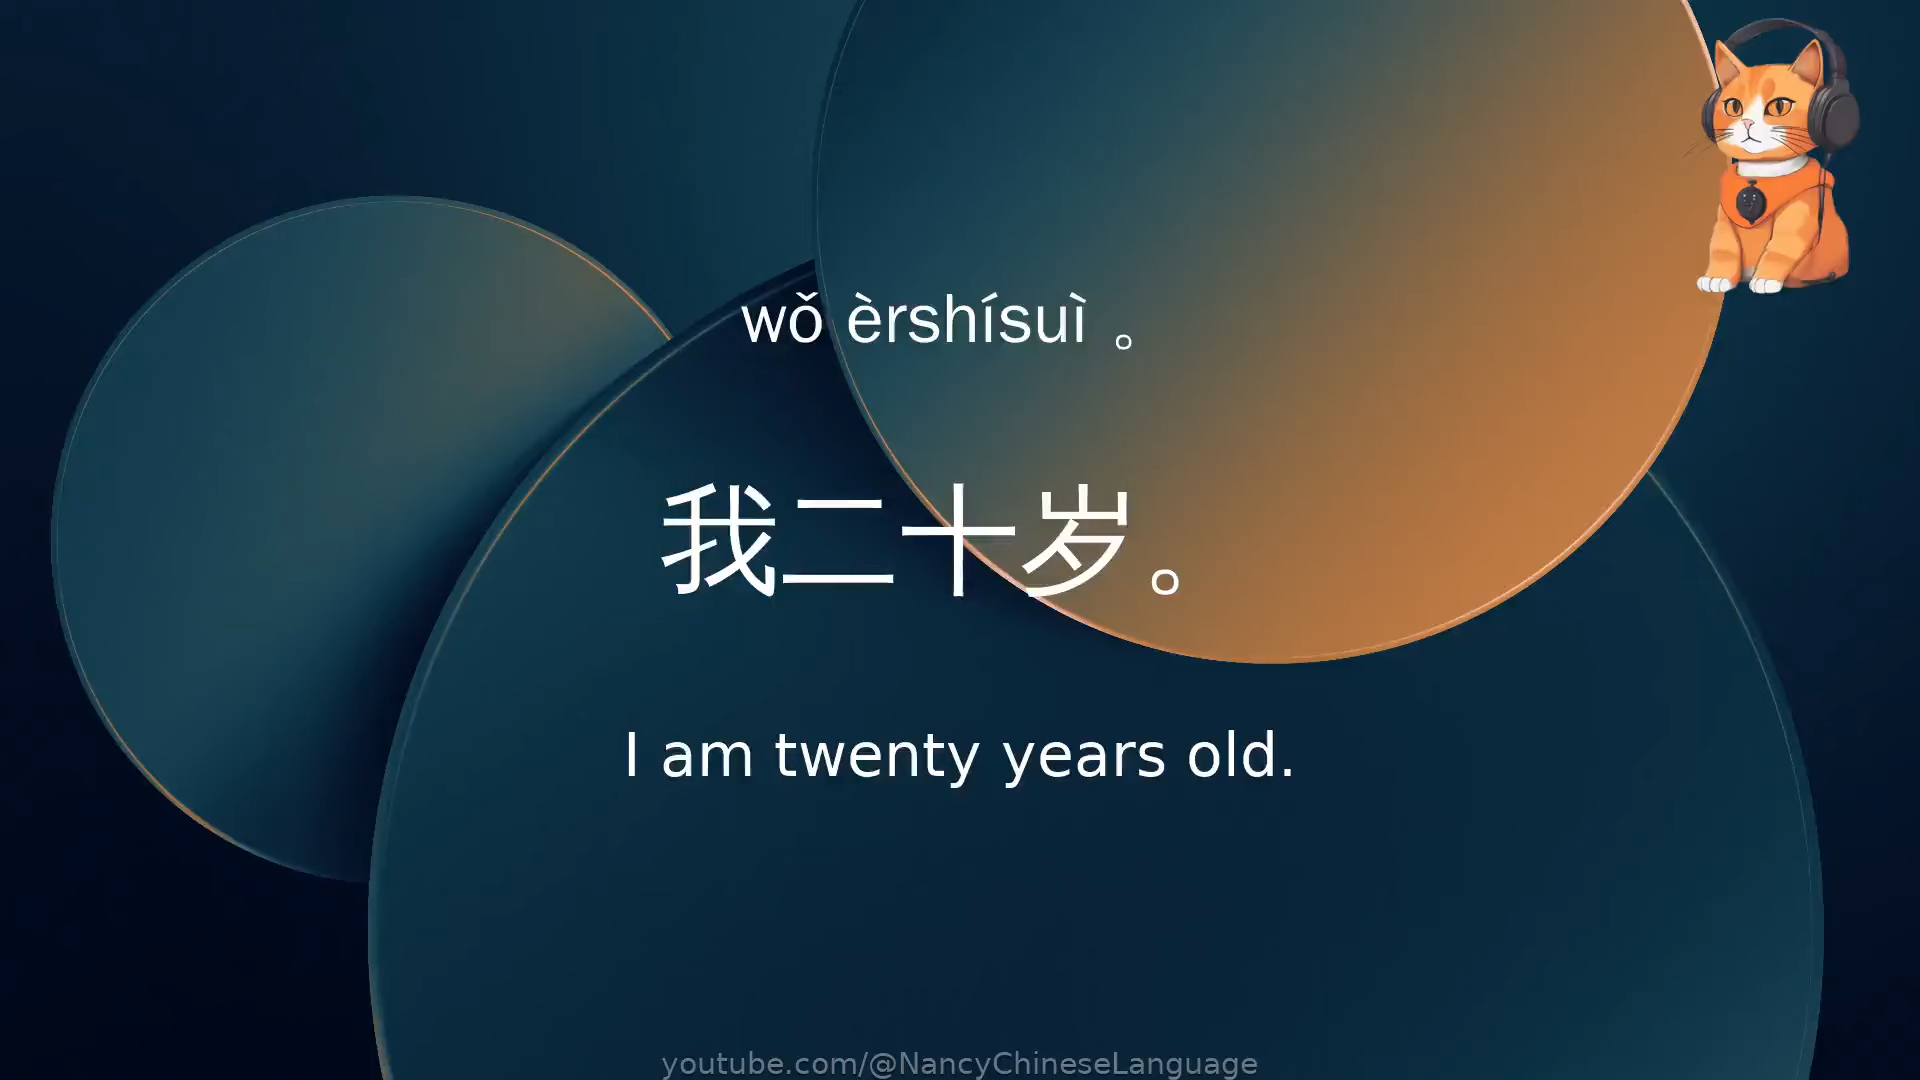 wǒ èrshísuì 。
我二十岁。
I am twenty years old.
youtube.com/@NancyChineseLanguage